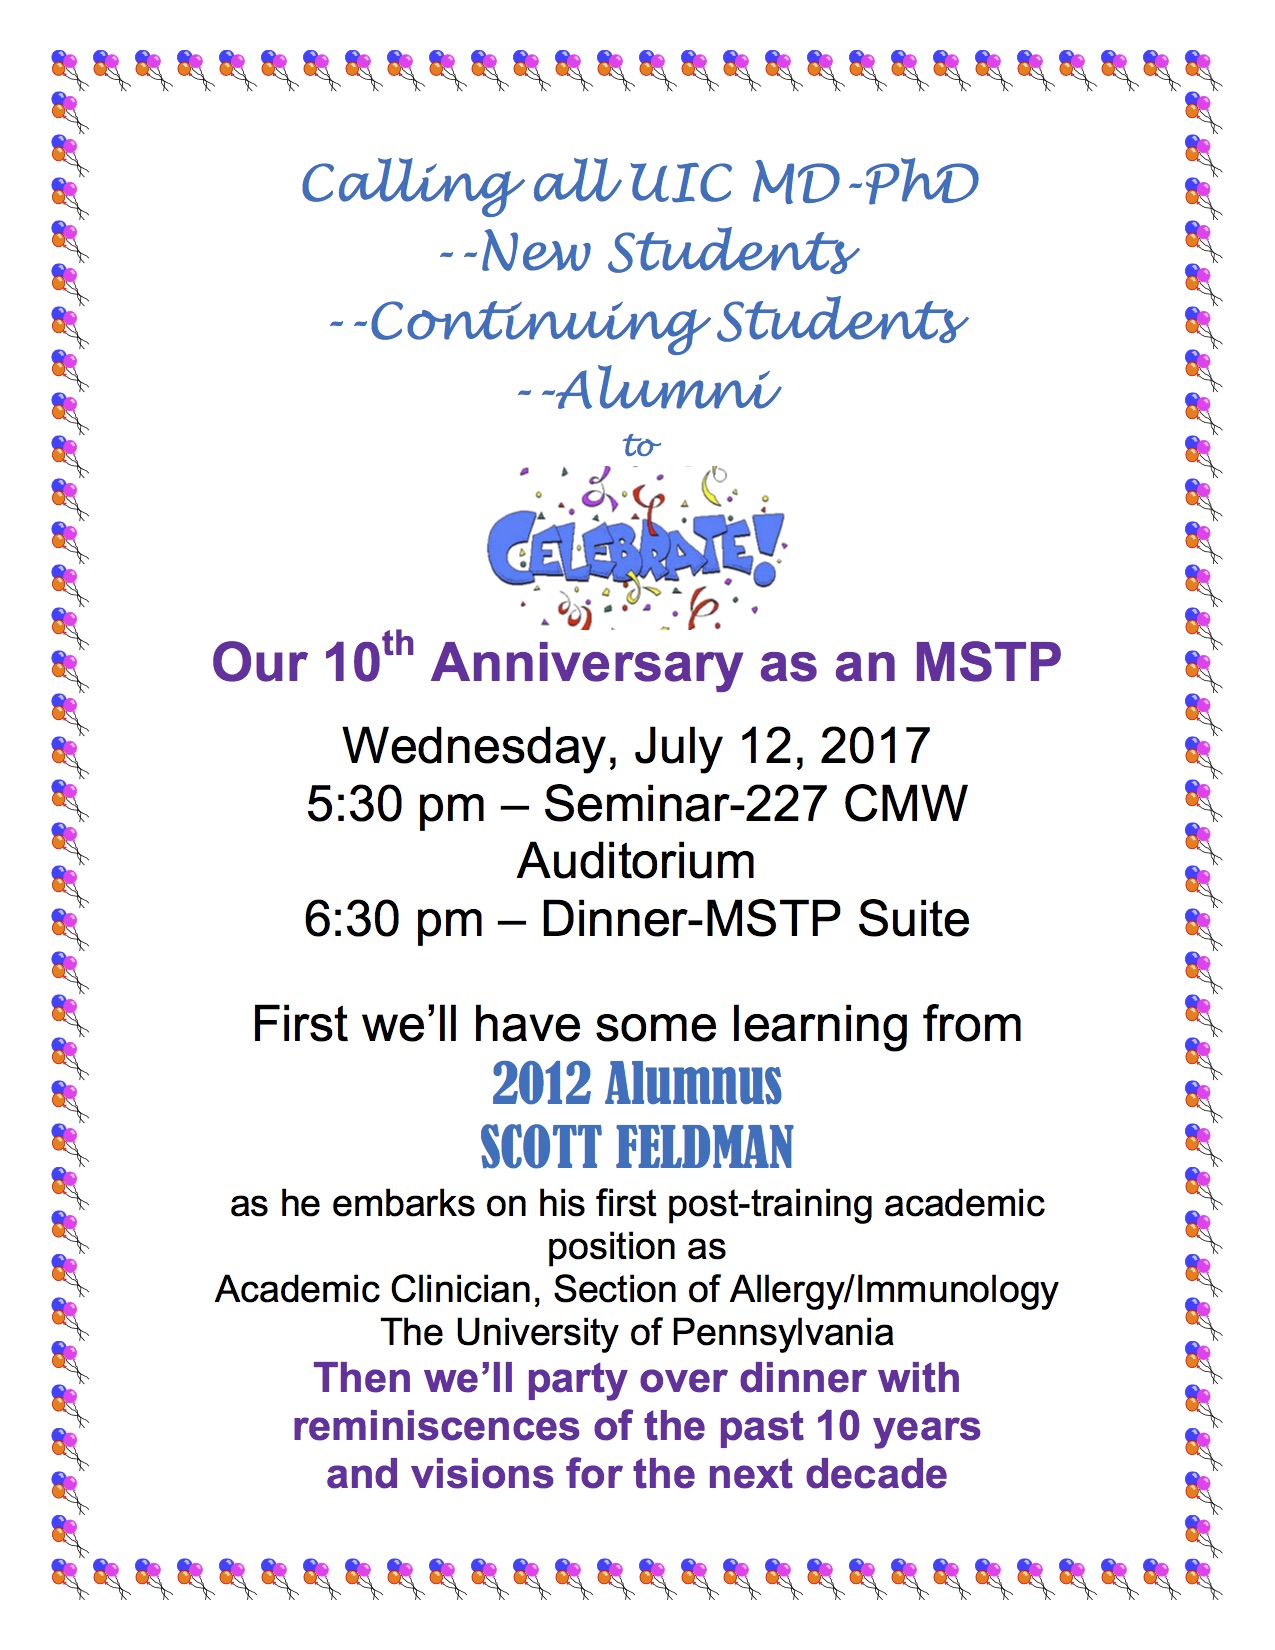 Calling all UIC MD-PhD
--New Students
--Continuing Students
--Alumni
to
CELEBRATE!
Our 10th Anniversary as an MSTP
Wednesday, July 12, 2017
5:30 pm – Seminar-227 CMW
Auditorium
6:30 pm – Dinner-MSTP Suite
First we’ll have some learning from
2012 Alumnus
SCOTT FELDMAN
as he embarks on his first post-training academic
position as
Academic Clinician, Section of Allergy/Immunology
The University of Pennsylvania
Then we’ll party over dinner with
reminiscences of the past 10 years
and visions for the next decade